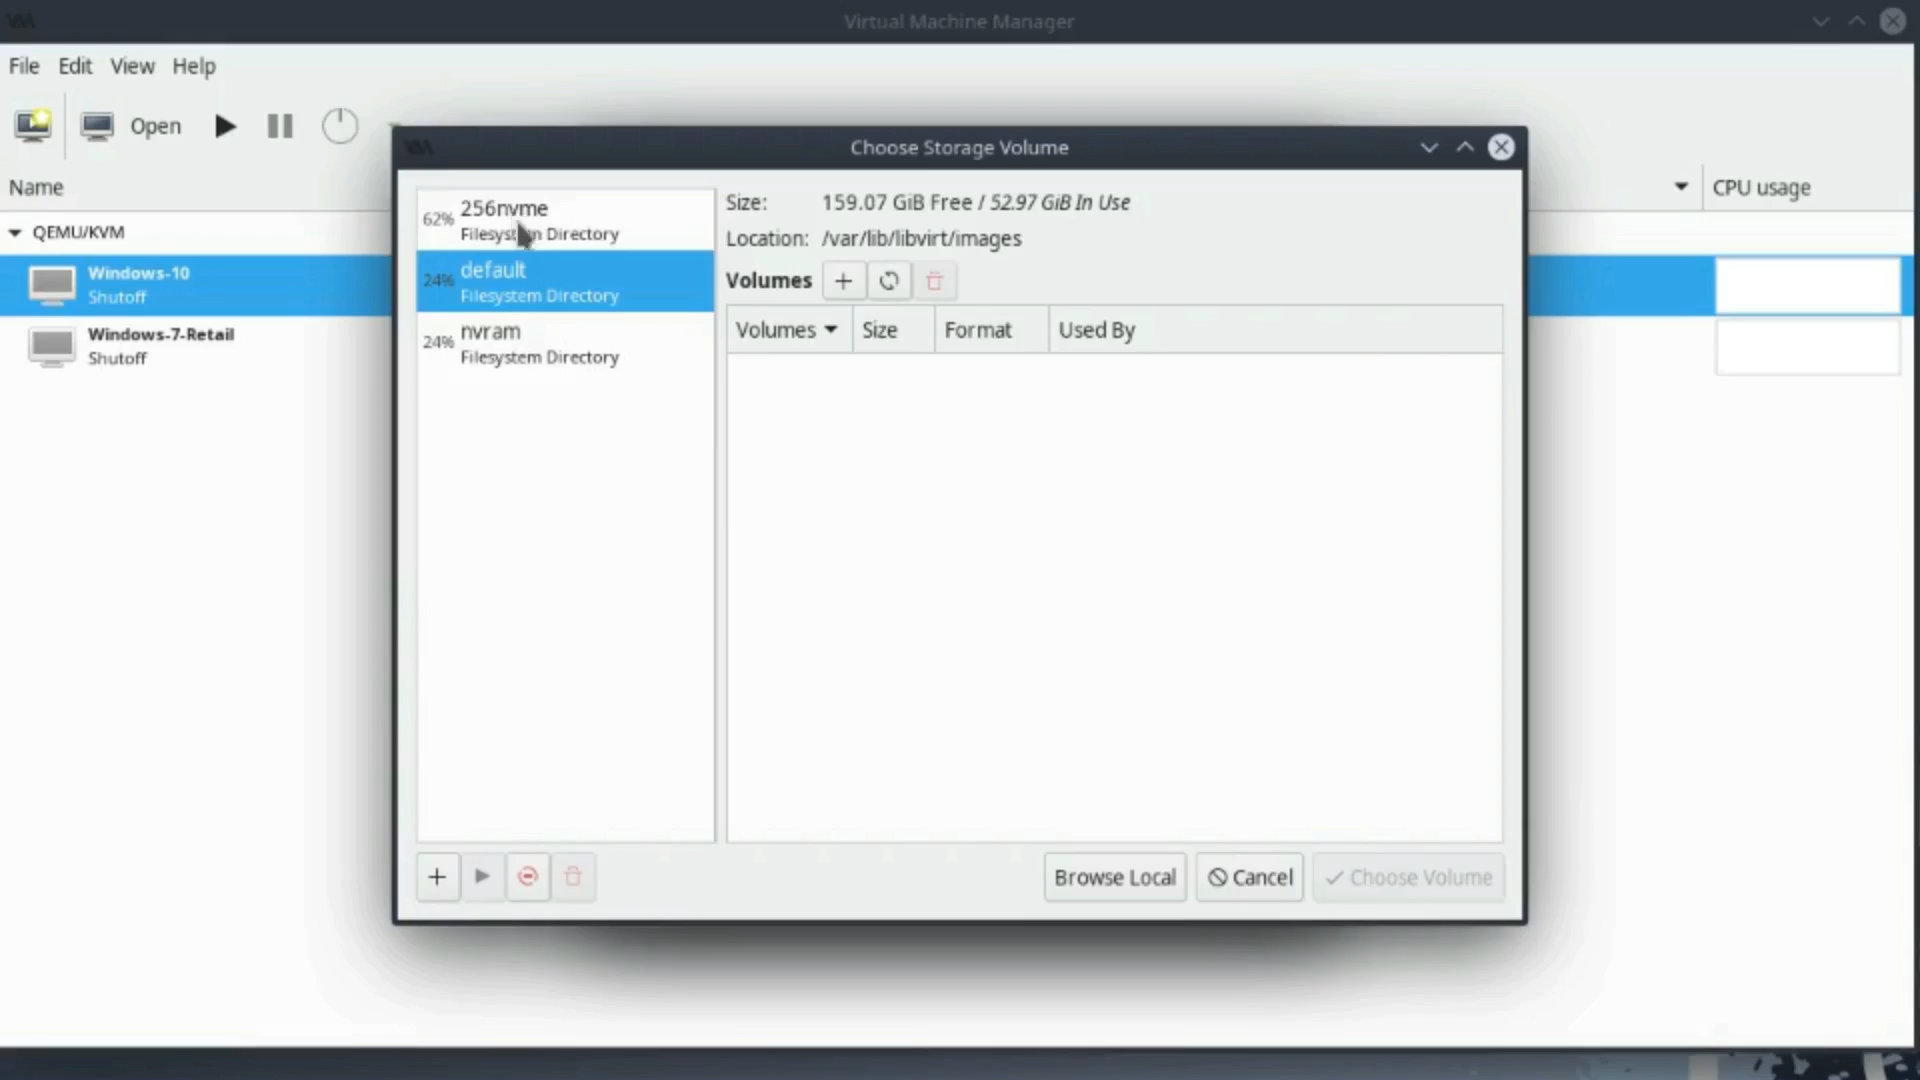 Virtual Machine Manager
File Edit View Help
Open
Name
CPU usage
QEMU/KVM
Windows-10
Shutoff
Windows-7-Retail
Shutoff
Choose Storage Volume
62% 256nvme
Filesystem Directory
24% default
Filesystem Directory
24% nvram
Filesystem Directory
Size: 159.07 GiB Free / 52.97 GiB In Use
Location: /var/lib/libvirt/images
Volumes
Volumes Size Format Used By
Browse Local Cancel Choose Volume